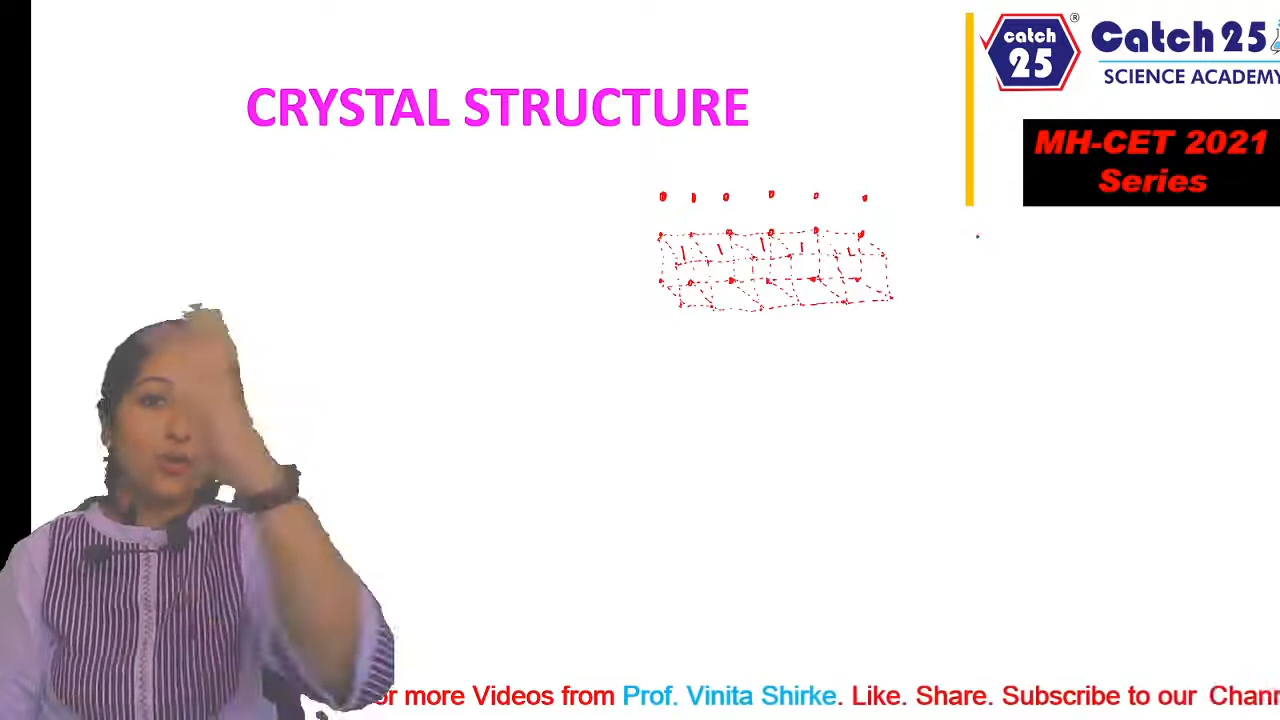 catch
25
®
Catch 25
SCIENCE ACADEMY
CRYSTAL STRUCTURE
MH-CET 2021
Series
or more Videos from Prof. Vinita Shirke. Like. Share. Subscribe to our Chann